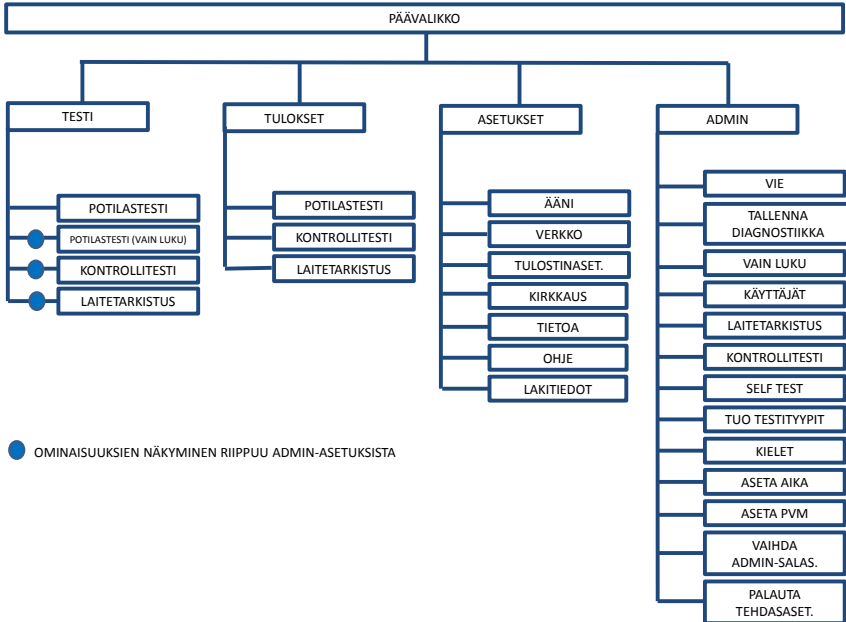 PÄÄVALIKKO
TESTI
POTILASTESTI
POTILASTESTI (VAIN LUKU)
KONTROLLITESTI
LAITETARKISTUS
TULOKSET
POTILASTESTI
KONTROLLITESTI
LAITETARKISTUS
ASETUKSET
ÄÄNI
VERKKO
TULOSTINASET.
KIRKKAUS
TIETOA
OHJE
LAKITIEDOT
ADMIN
VIE
TALLENNA
DIAGNOSTIIKKA
VAIN LUKU
KÄYTTÄJÄT
LAITETARKISTUS
KONTROLLITESTI
SELF TEST
TUO TESTITYYPIT
KIELET
ASETA AIKA
ASETA PVM
VAIHDA
ADMIN-SALAS.
PALAUTA
TEHDASASET.
OMINAISUUKSIEN NÄKYMINEN RIIPPUU ADMIN-ASETUKSISTA